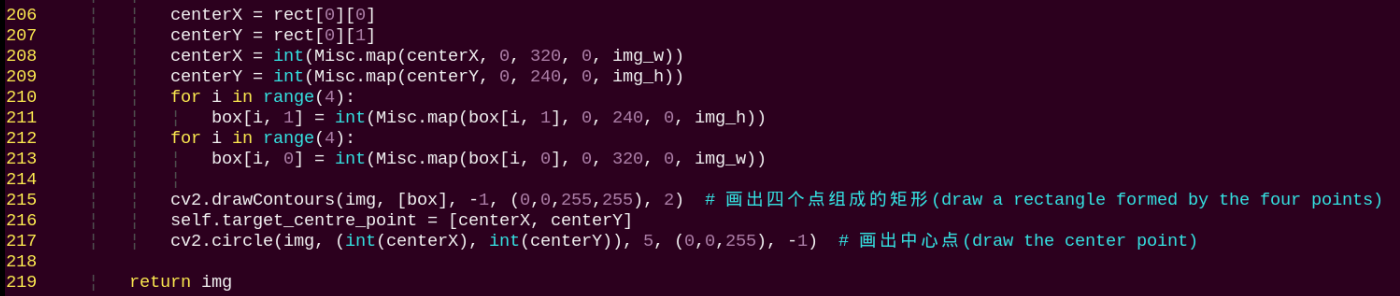 206 centerX = rect[0][0]
207 centerY = rect[0][1]
208 centerX = int(Misc.map(centerX, 0, 320, 0, img_w))
209 centerY = int(Misc.map(centerY, 0, 240, 0, img_h))
210 for i in range(4):
211 box[i, 1] = int(Misc.map(box[i, 1], 0, 240, 0, img_h))
212 for i in range(4):
213 box[i, 0] = int(Misc.map(box[i, 0], 0, 320, 0, img_w))
214
215 cv2.drawContours(img, [box], -1, (0,0,255,255), 2)  # 画出四个点组成的矩形(draw a rectangle formed by the four points)
216 self.target_centre_point = [centerX, centerY]
217 cv2.circle(img, (int(centerX), int(centerY)), 5, (0,0,255), -1)  # 画出中心点(draw the center point)
218
219 return img